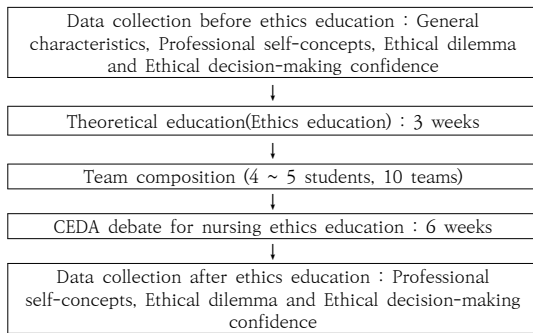 Data collection before ethics education : General
characteristics, Professional self-concepts, Ethical dilemma
and Ethical decision-making confidence
Theoretical education(Ethics education) : 3 weeks
Team composition (4 ~ 5 students, 10 teams)
CEDA debate for nursing ethics education : 6 weeks
Data collection after ethics education : Professional
self-concepts, Ethical dilemma and Ethical decision-making
confidence